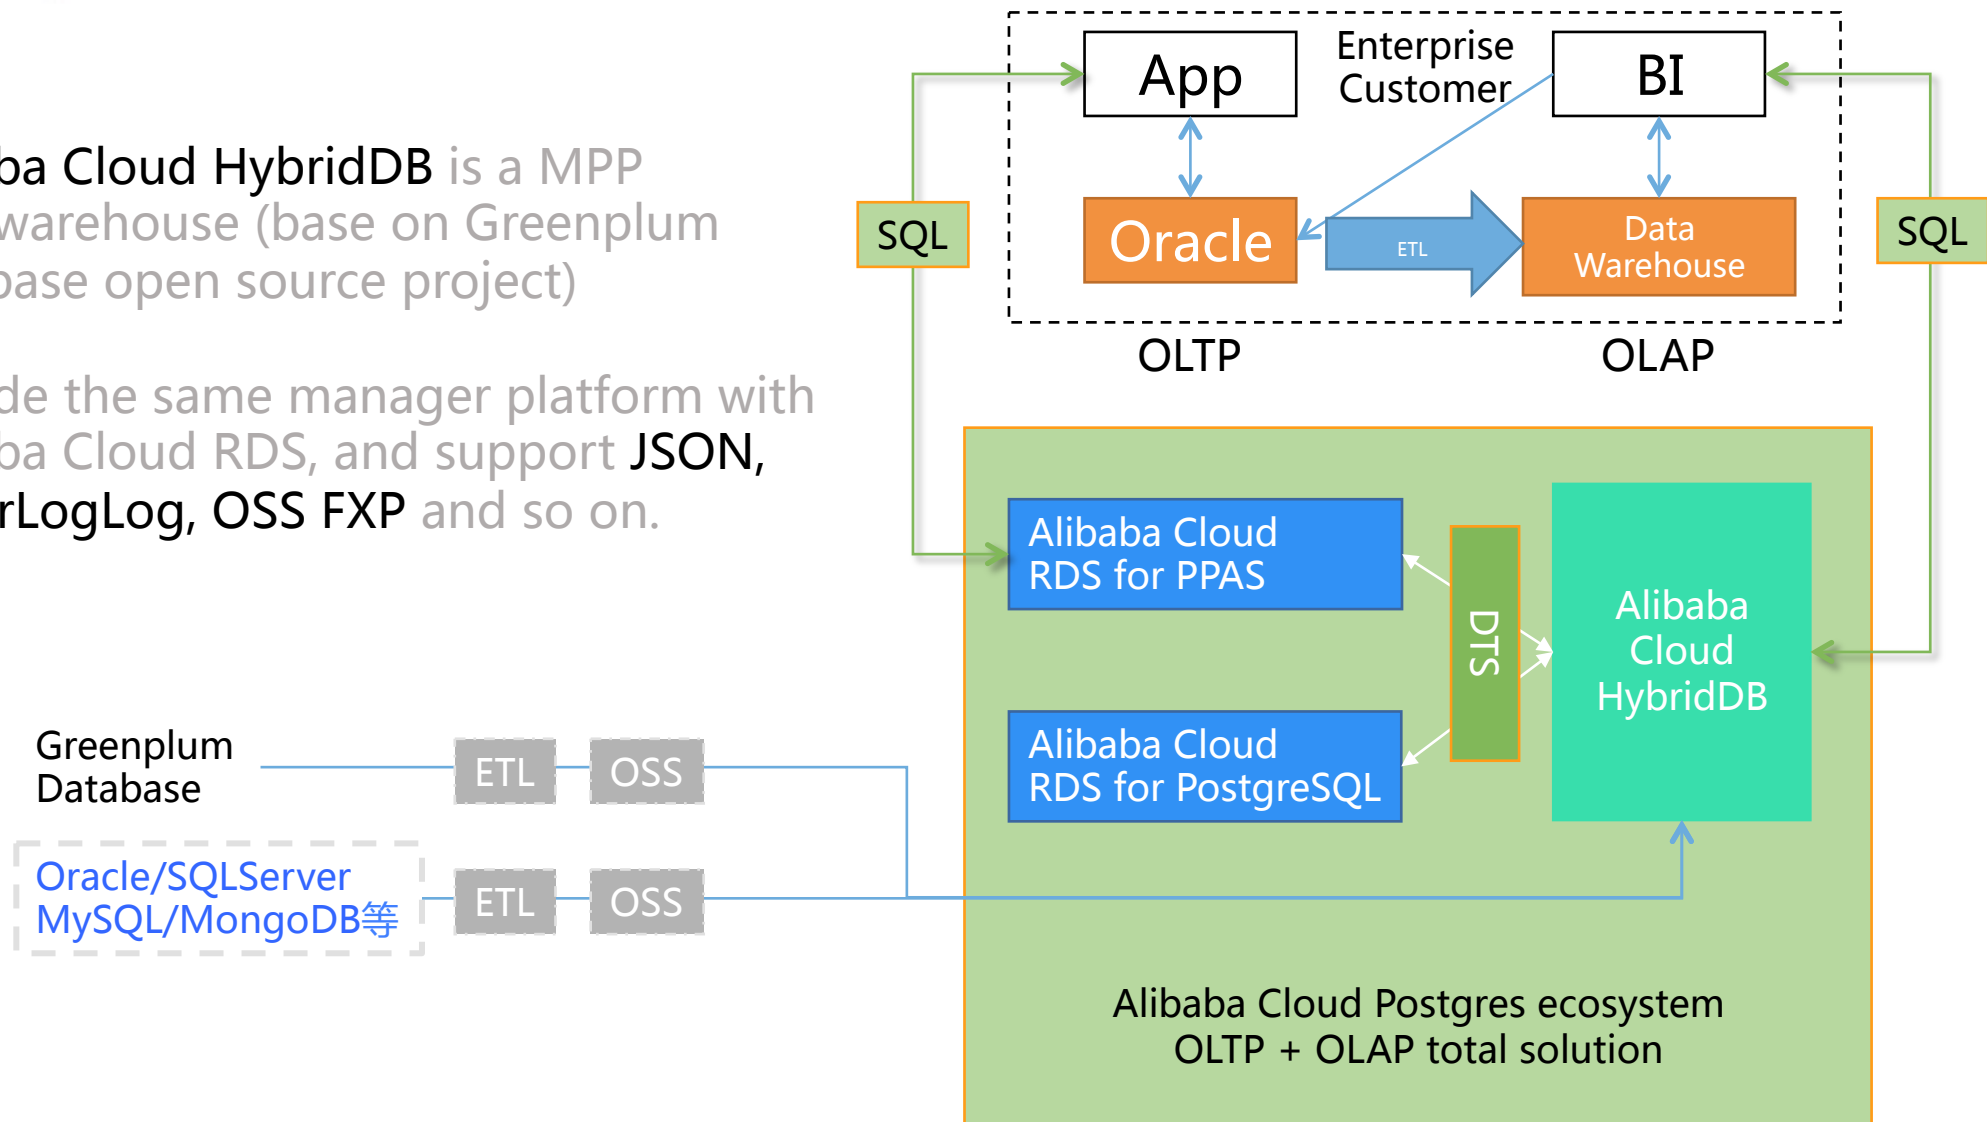 ba Cloud HybridDB is a MPP
warehouse (base on Greenplum
base open source project)
de the same manager platform with
ba Cloud RDS, and support JSON,
rLogLog, OSS FXP and so on.
App
Enterprise
Customer
BI
SQL
Oracle
ETL
Data
Warehouse
SQL
OLTP
OLAP
Alibaba Cloud
RDS for PPAS
DTS
Alibaba
Cloud
HybridDB
Alibaba Cloud
RDS for PostgreSQL
Greenplum
Database
ETL
OSS
Oracle/SQLServer
MySQL/MongoDB等
ETL
OSS
Alibaba Cloud Postgres ecosystem
OLTP + OLAP total solution